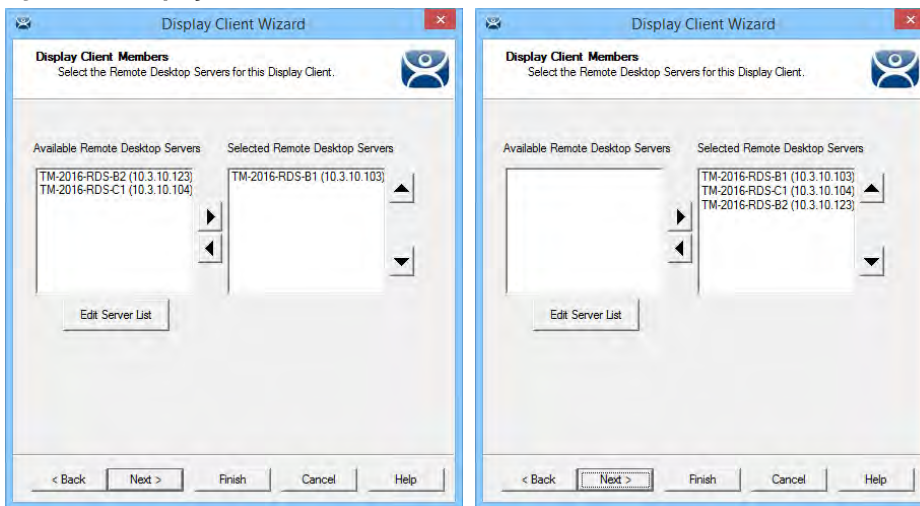 Display Client Wizard
Display Client Members
Select the Remote Desktop Servers for this Display Client.
Available Remote Desktop Servers
Selected Remote Desktop Servers
TM-2016-RDS-B2 (10.3.10.123)
TM-2016-RDS-C1 (10.3.10.104)
TM-2016-RDS-B1 (10.3.10.103)
Edit Server List
< Back
Next >
Finish
Cancel
Help
Display Client Wizard
Display Client Members
Select the Remote Desktop Servers for this Display Client.
Available Remote Desktop Servers
Selected Remote Desktop Servers
TM-2016-RDS-B1 (10.3.10.103)
TM-2016-RDS-C1 (10.3.10.104)
TM-2016-RDS-B2 (10.3.10.123)
Edit Server List
< Back
Next >
Finish
Cancel
Help